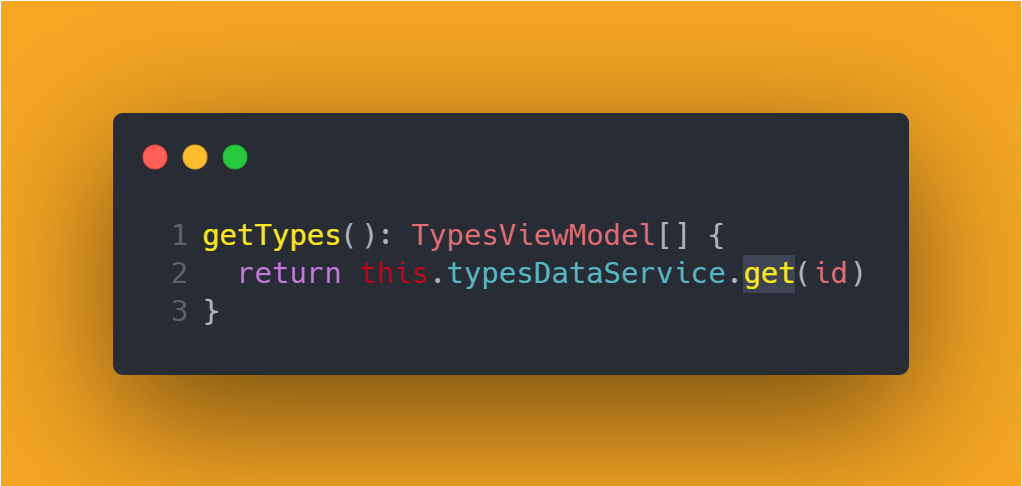 1 getTypes(): TypesViewModel[] {
2   return this.typesDataService.get(id)
3 }